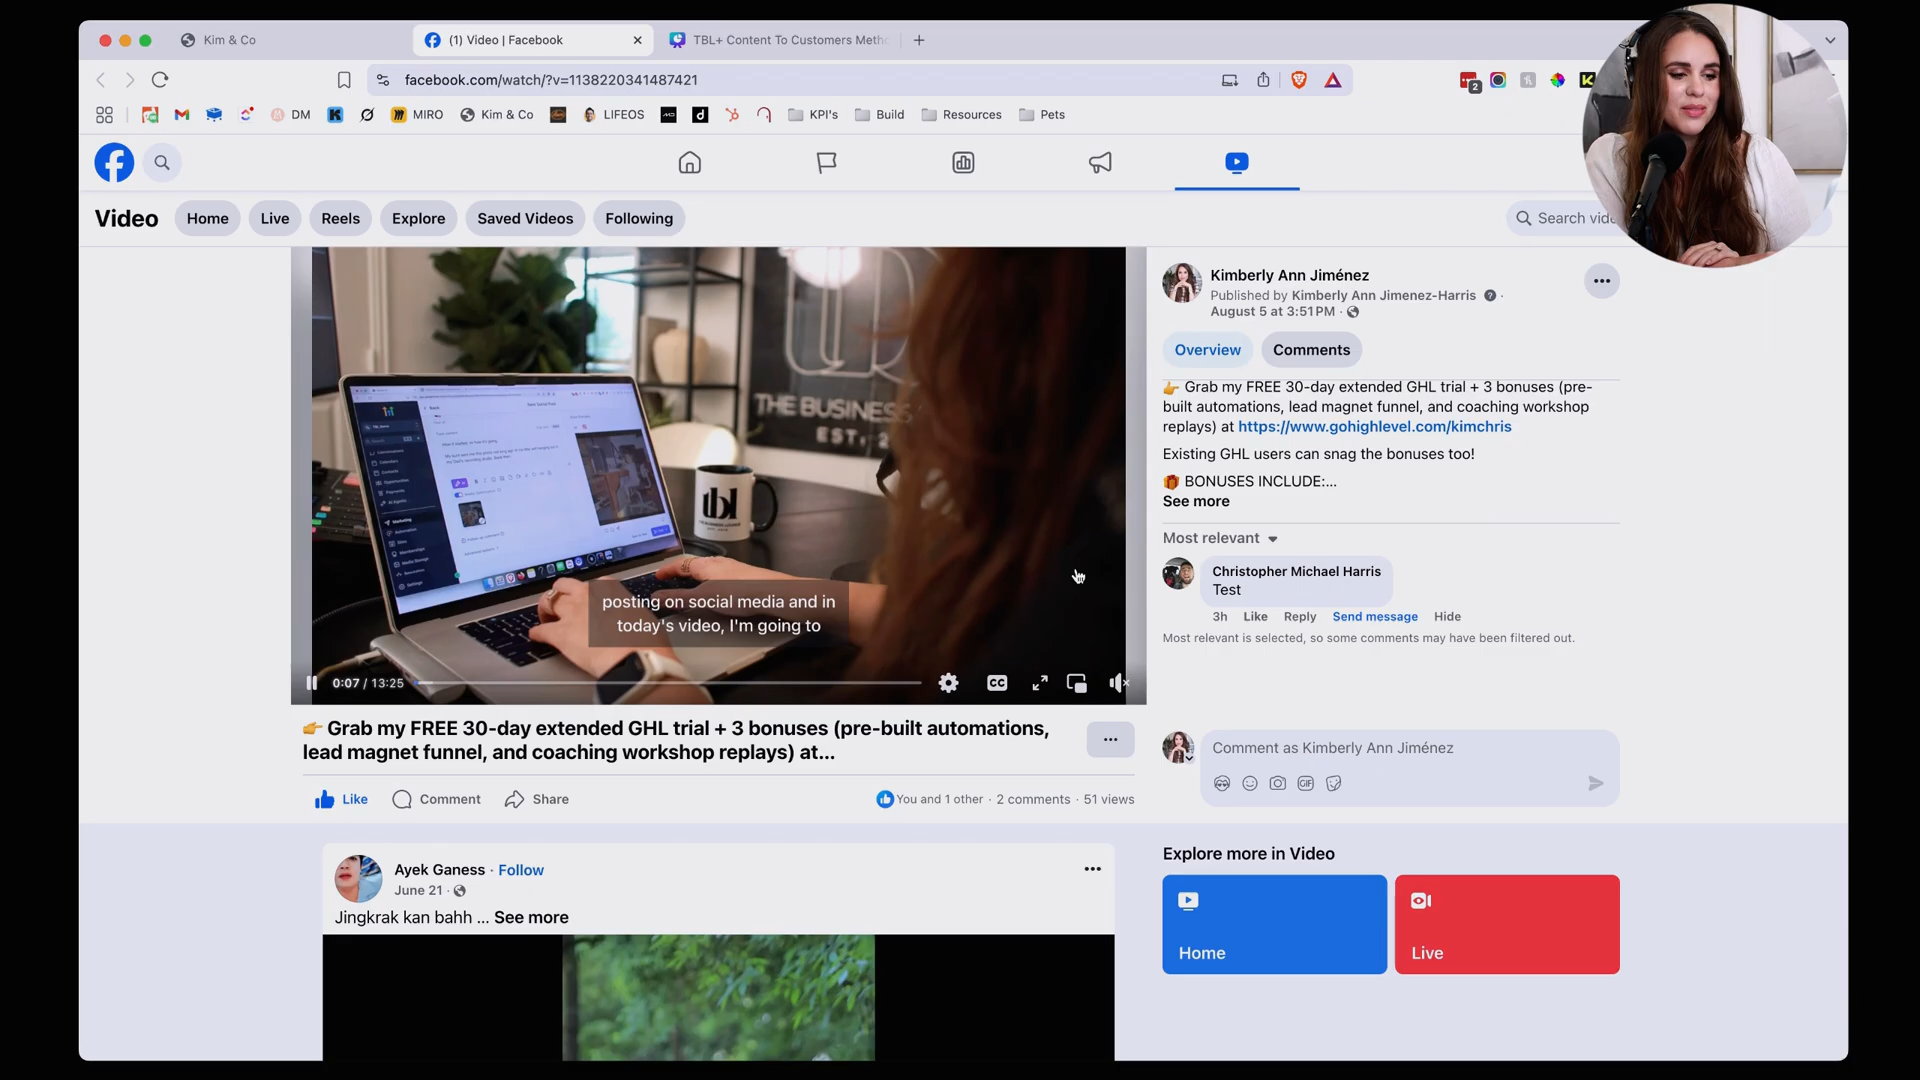 Kim & Co
(1) Video | Facebook
TBL+ Content To Customers Meth
facebook.com/watch/?v=1138220341487421
2
DM
MIRO
Kim & Co
LIFEOS
KPI's
Build
Resources
Pets
Video
Home
Live
Reels
Explore
Saved Videos
Following
Search vide
THE BUSINESS
EST.
tbl
posting on social media and in
today's video, I'm going to
0:07 / 13:25
CC
👉 Grab my FREE 30-day extended GHL trial + 3 bonuses (pre-built automations,
lead magnet funnel, and coaching workshop replays) at...
Like
Comment
Share
You and 1 other · 2 comments · 51 views
Kimberly Ann Jiménez
Published by Kimberly Ann Jimenez-Harris ·
August 5 at 3:51 PM ·
Overview
Comments
👉 Grab my FREE 30-day extended GHL trial + 3 bonuses (pre-
built automations, lead magnet funnel, and coaching workshop
replays) at https://www.gohighlevel.com/kimchris
Existing GHL users can snag the bonuses too!
🎁 BONUSES INCLUDE:...
See more
Most relevant
Christopher Michael Harris
Test
3h Like Reply Send message Hide
Most relevant is selected, so some comments may have been filtered out.
Comment as Kimberly Ann Jiménez
GIF
Ayek Ganess · Follow
June 21 ·
Jingkrak kan bahh ... See more
Explore more in Video
Home
Live